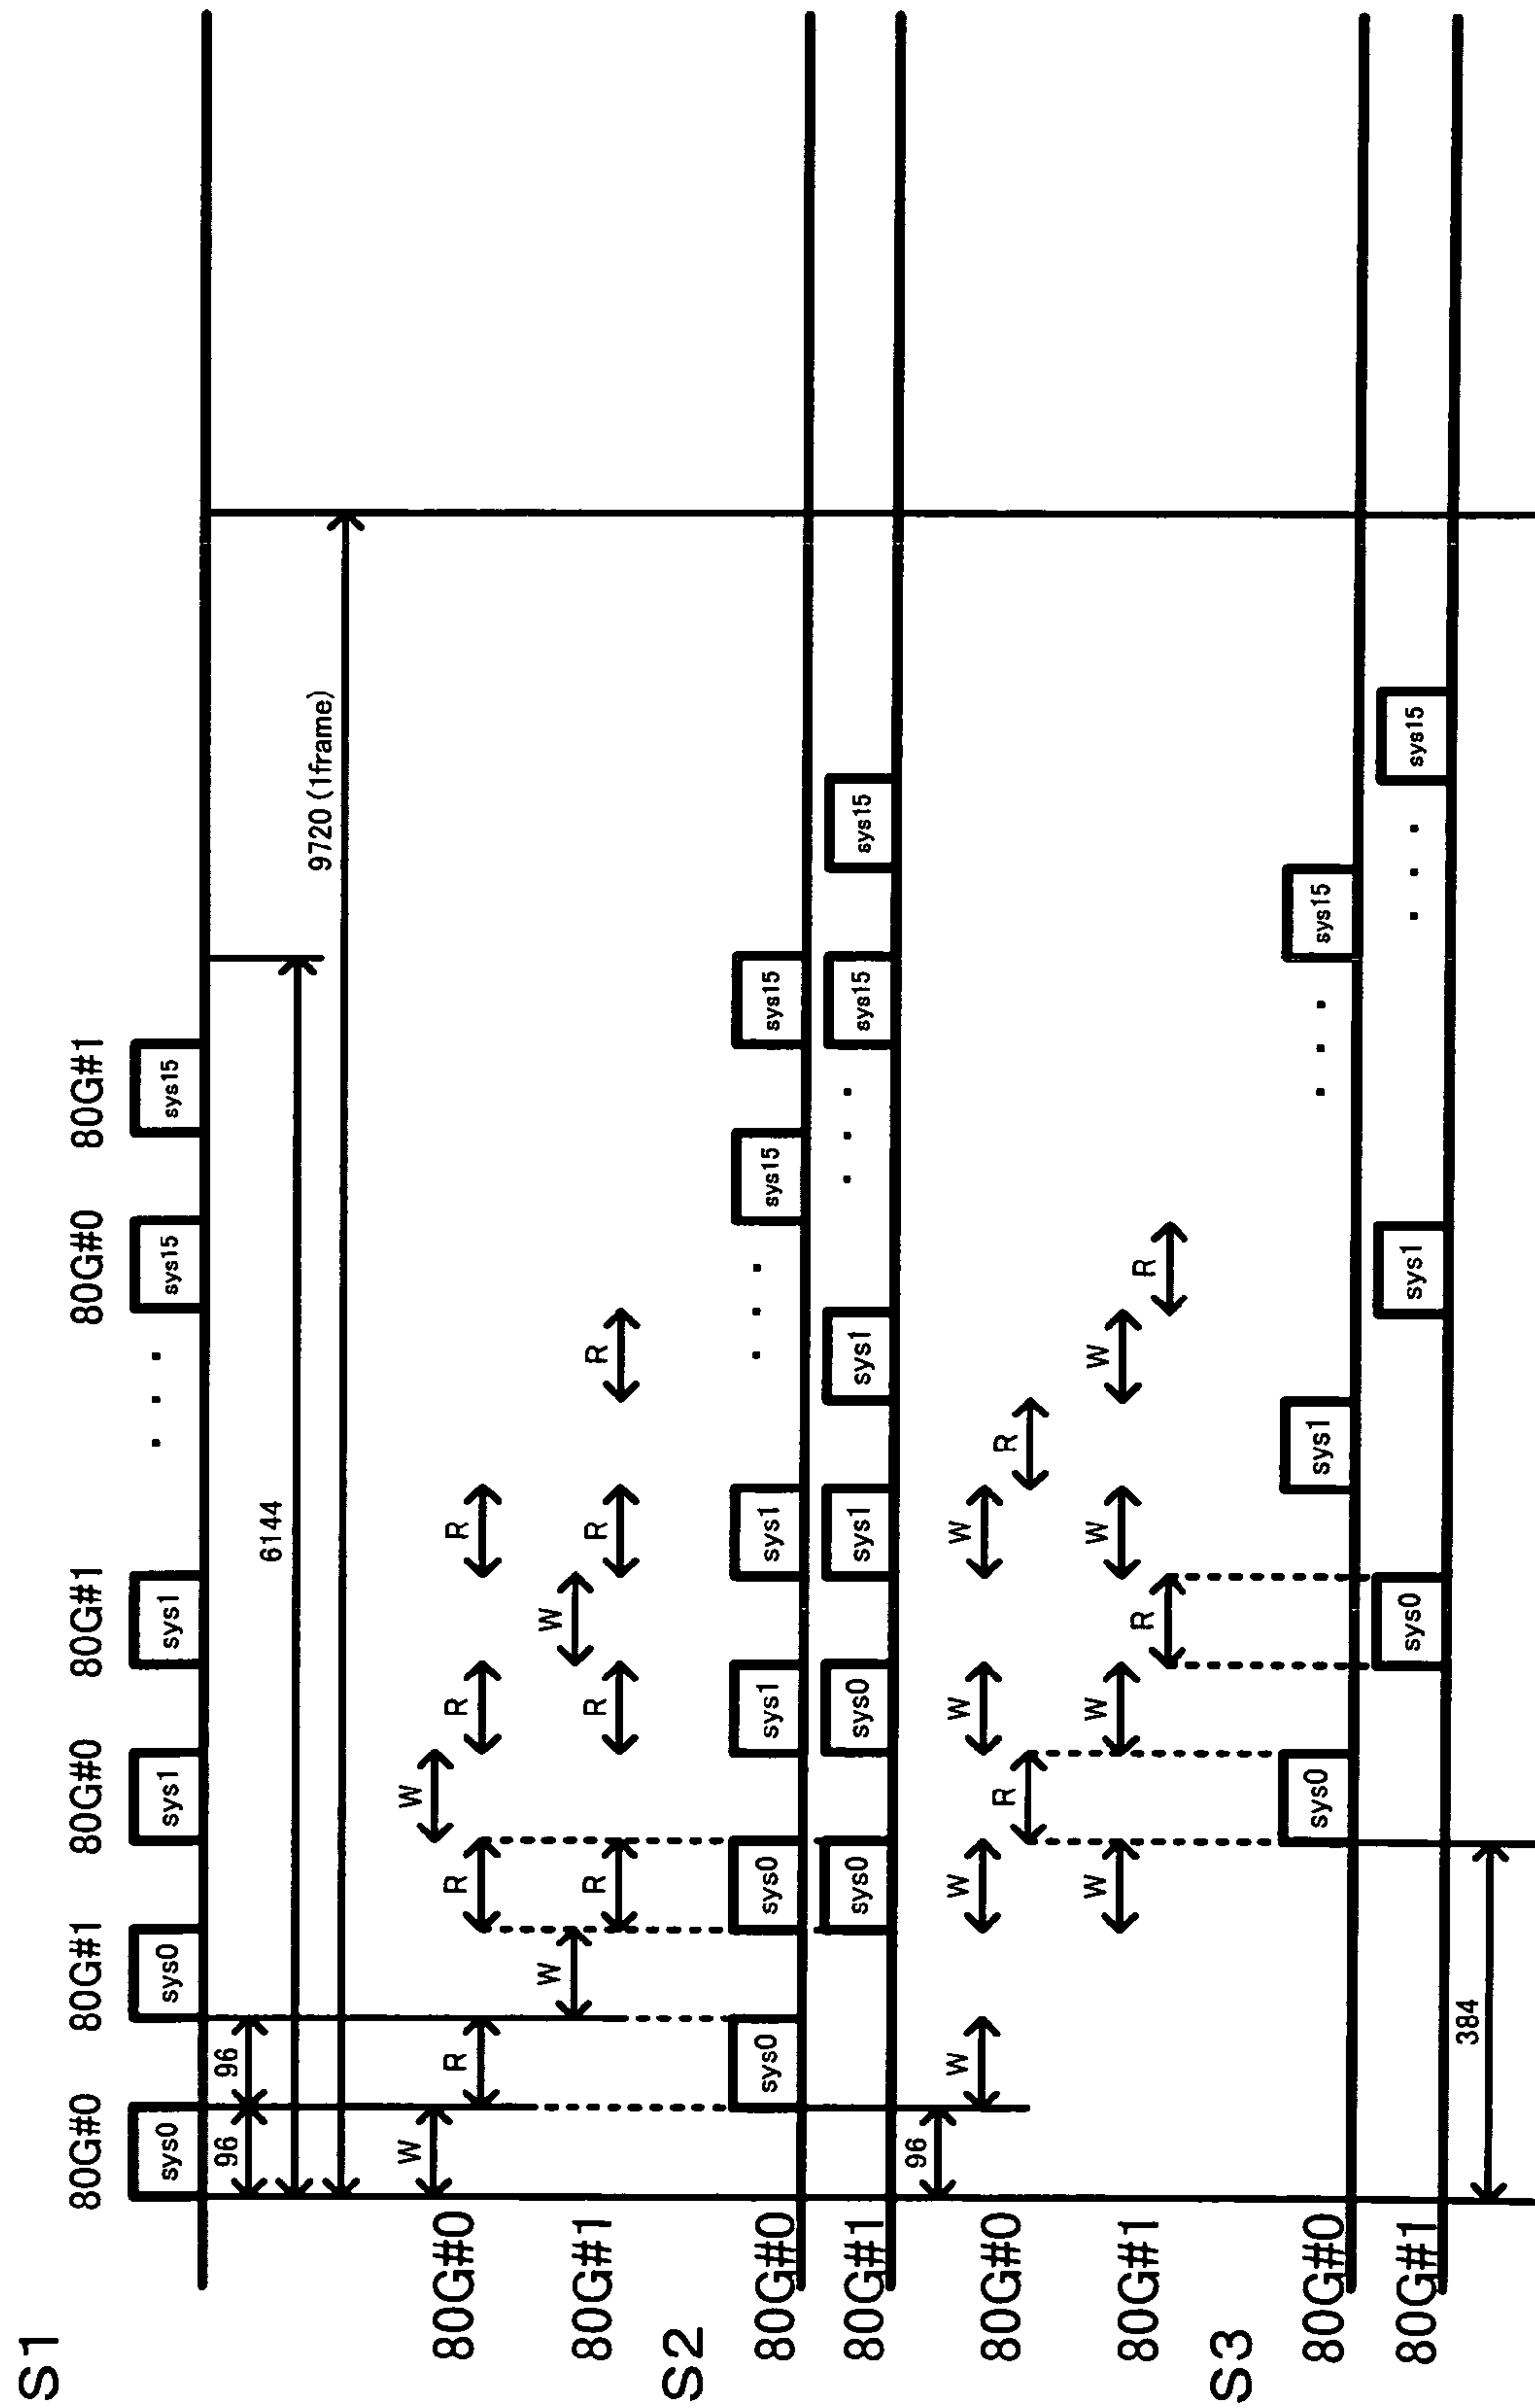 S1
80G#0 80G#1 80G#0 80G#1 . . . 80G#0 80G#1
sys0 sys0 sys1 sys1 sys15 sys15
96 96
6144
9720 (1frame)
80G#0
W W
R R R R
80G#1
W W
R R R R
S2
80G#0
sys0 sys0 sys1 sys1 . . . sys15 sys15
80G#1
sys0 sys0 sys1 sys1 . . . sys15 sys15
96
80G#0
W W W W
R R
80G#1
W W W W
R R
S3
80G#0
sys0 sys1 . . . sys15
80G#1
sys0 sys1 . . . sys15
384